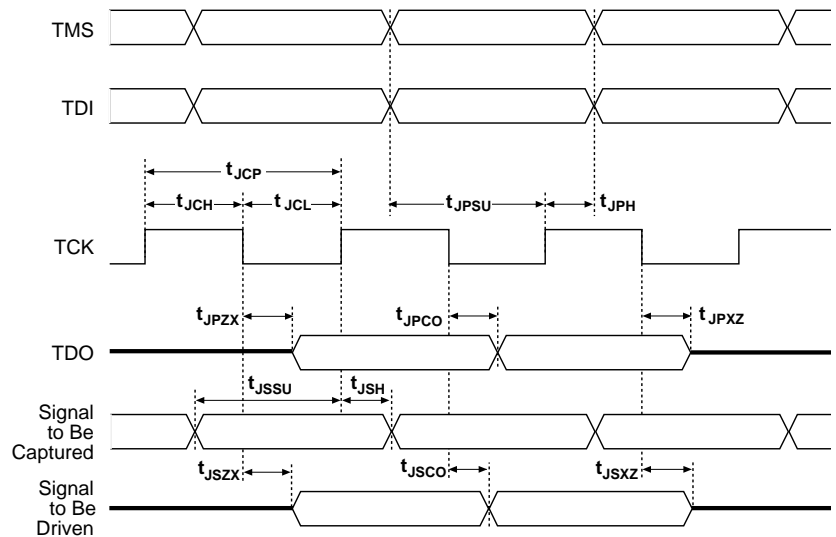 TMS
TDI
tJCP
tJCH
tJCL
tJPSU
tJPH
TCK
tJPZX
tJPCO
tJPXZ
TDO
tJSSU
tJSH
Signal
to Be
Captured
tJSZX
tJSCO
tJSXZ
Signal
to Be
Driven